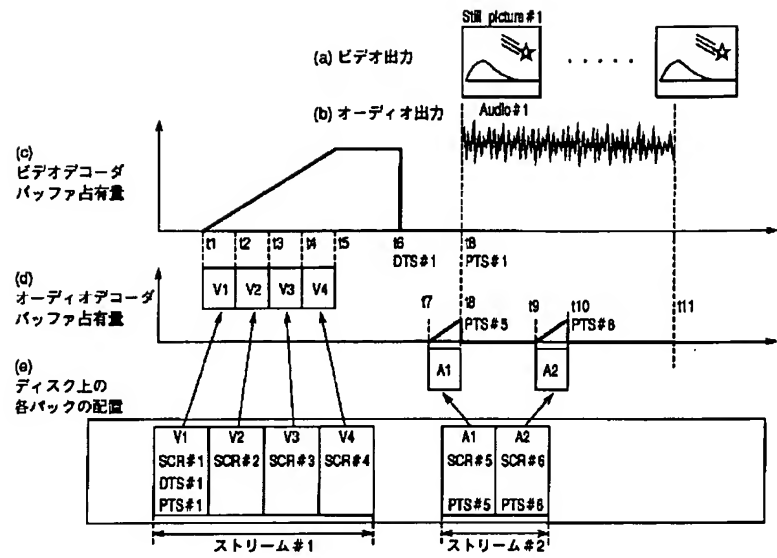 Still picture#1
(a) ビデオ出力
・・・・・
(b) オーディオ出力
Audio#1
(c)
ビデオデコーダ
バッファ占有量
t1 t2 t3 t4 t5 t6 t8
DTS#1 PTS#1
V1 V2 V3 V4
(d)
オーディオデコーダ
バッファ占有量
t7 t8 t9 t10 t11
PTS#5 PTS#6
A1 A2
(e)
ディスク上の
各パックの配置
V1 V2 V3 V4 A1 A2
SCR#1 SCR#2 SCR#3 SCR#4 SCR#5 SCR#6
DTS#1
PTS#1 PTS#5 PTS#6
ストリーム#1 ストリーム#2